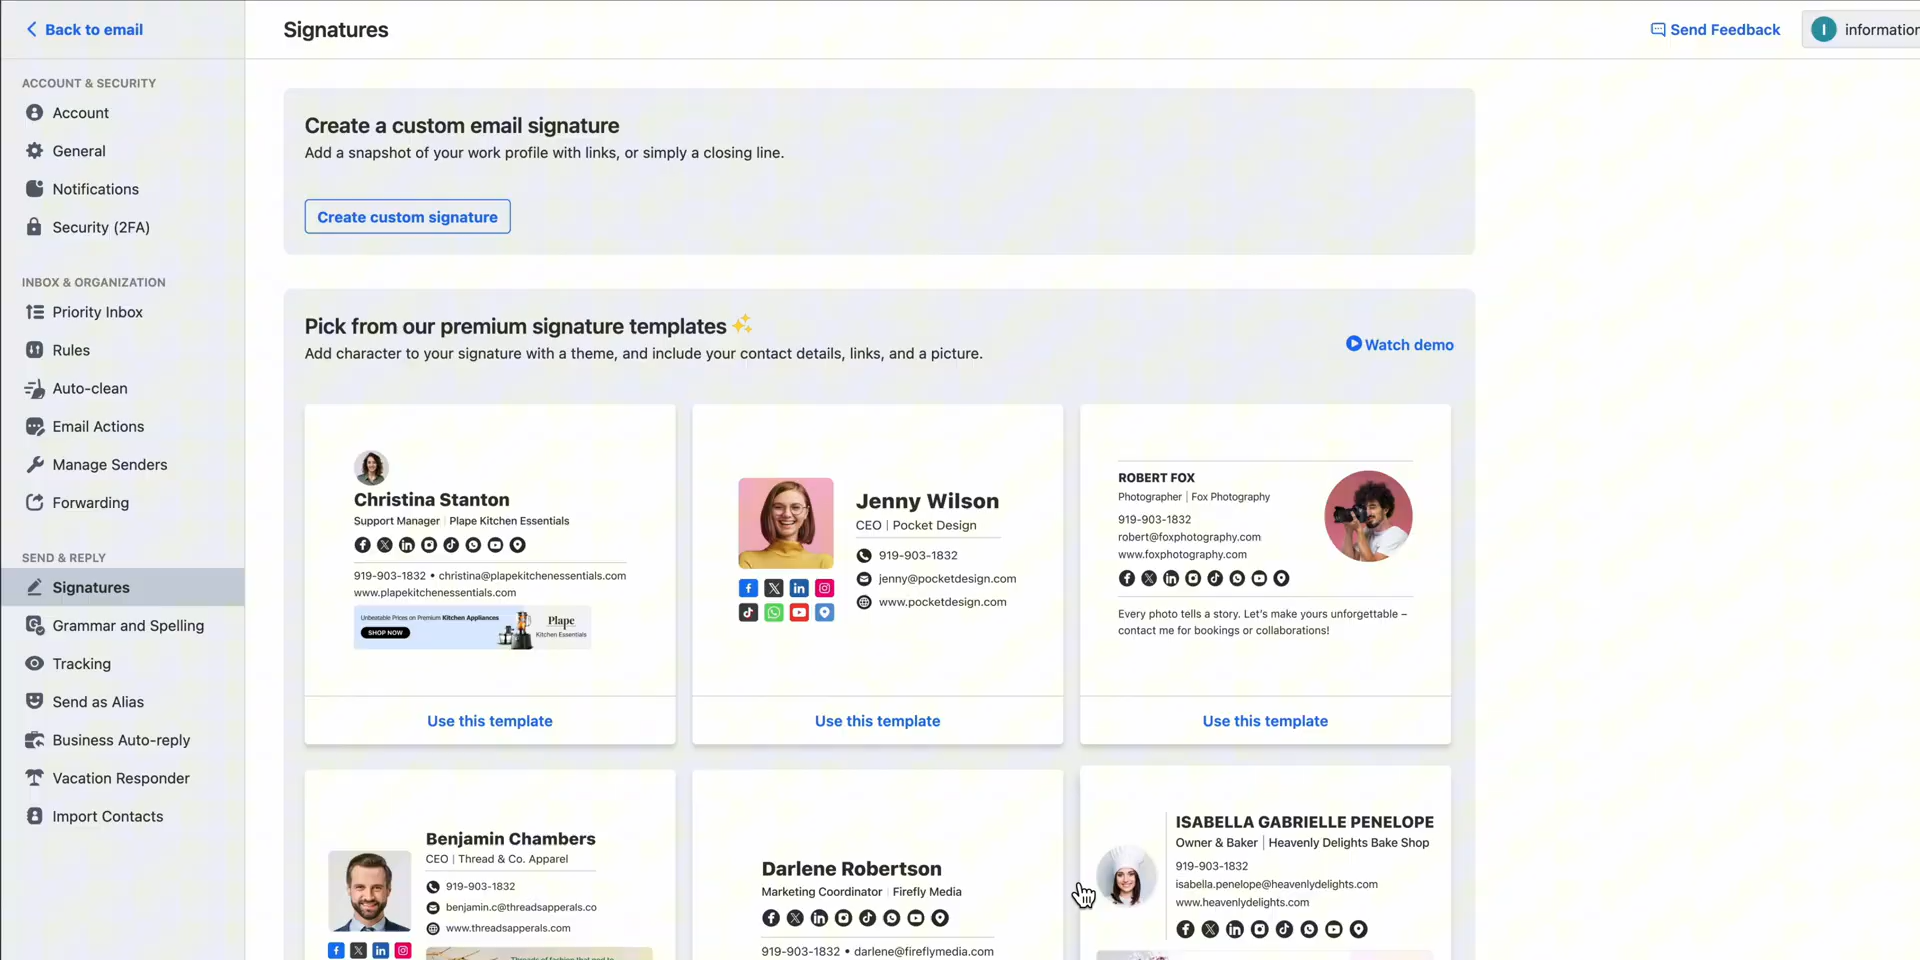 Back to email
Signatures
Send Feedback
I
information
ACCOUNT & SECURITY
Account
General
Notifications
Security (2FA)
INBOX & ORGANIZATION
Priority Inbox
Rules
Auto-clean
Email Actions
Manage Senders
Forwarding
SEND & REPLY
Signatures
Grammar and Spelling
Tracking
Send as Alias
Business Auto-reply
Vacation Responder
Import Contacts
Create a custom email signature
Add a snapshot of your work profile with links, or simply a closing line.
Create custom signature
Pick from our premium signature templates
Add character to your signature with a theme, and include your contact details, links, and a picture.
Watch demo
Christina Stanton
Support Manager | Plape Kitchen Essentials
919-903-1832 • christina@plapekitchenessentials.com
www.plapekitchenessentials.com
Unbeatable Prices on Premium Kitchen Appliances
SHOP NOW
Plape
Kitchen Essentials
Use this template
Jenny Wilson
CEO | Pocket Design
919-903-1832
jenny@pocketdesign.com
www.pocketdesign.com
Use this template
ROBERT FOX
Photographer | Fox Photography
919-903-1832
robert@foxphotography.com
www.foxphotography.com
Every photo tells a story. Let's make yours unforgettable –
contact me for bookings or collaborations!
Use this template
Benjamin Chambers
CEO | Thread & Co. Apparel
919-903-1832
benjamin.c@threadsapperals.co
www.threadsapperals.com
Darlene Robertson
Marketing Coordinator | Firefly Media
919-903-1832 • darlene@fireflymedia.com
ISABELLA GABRIELLE PENELOPE
Owner & Baker | Heavenly Delights Bake Shop
919-903-1832
isabella.penelope@heavenlydelights.com
www.heavenlydelights.com